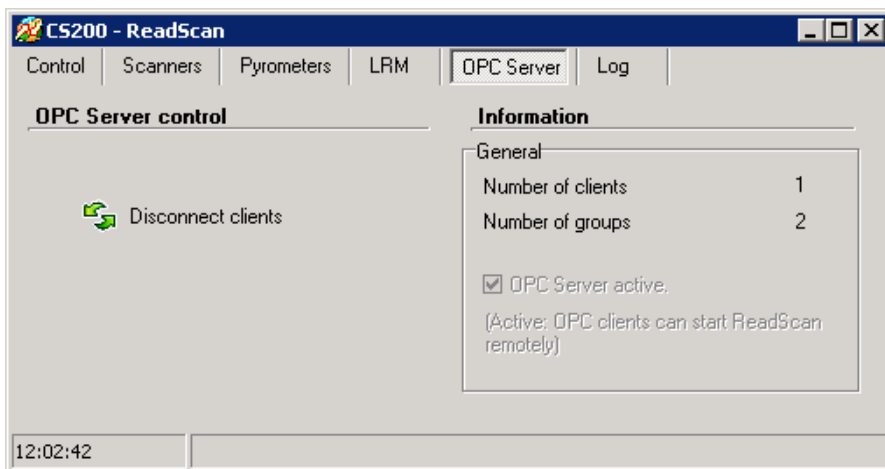 CS200 - ReadScan
Control Scanners Pyrometers LRM OPC Server Log
OPC Server control
Disconnect clients
Information
General
Number of clients 1
Number of groups 2
OPC Server active.
(Active: OPC clients can start ReadScan
remotely)
12:02:42